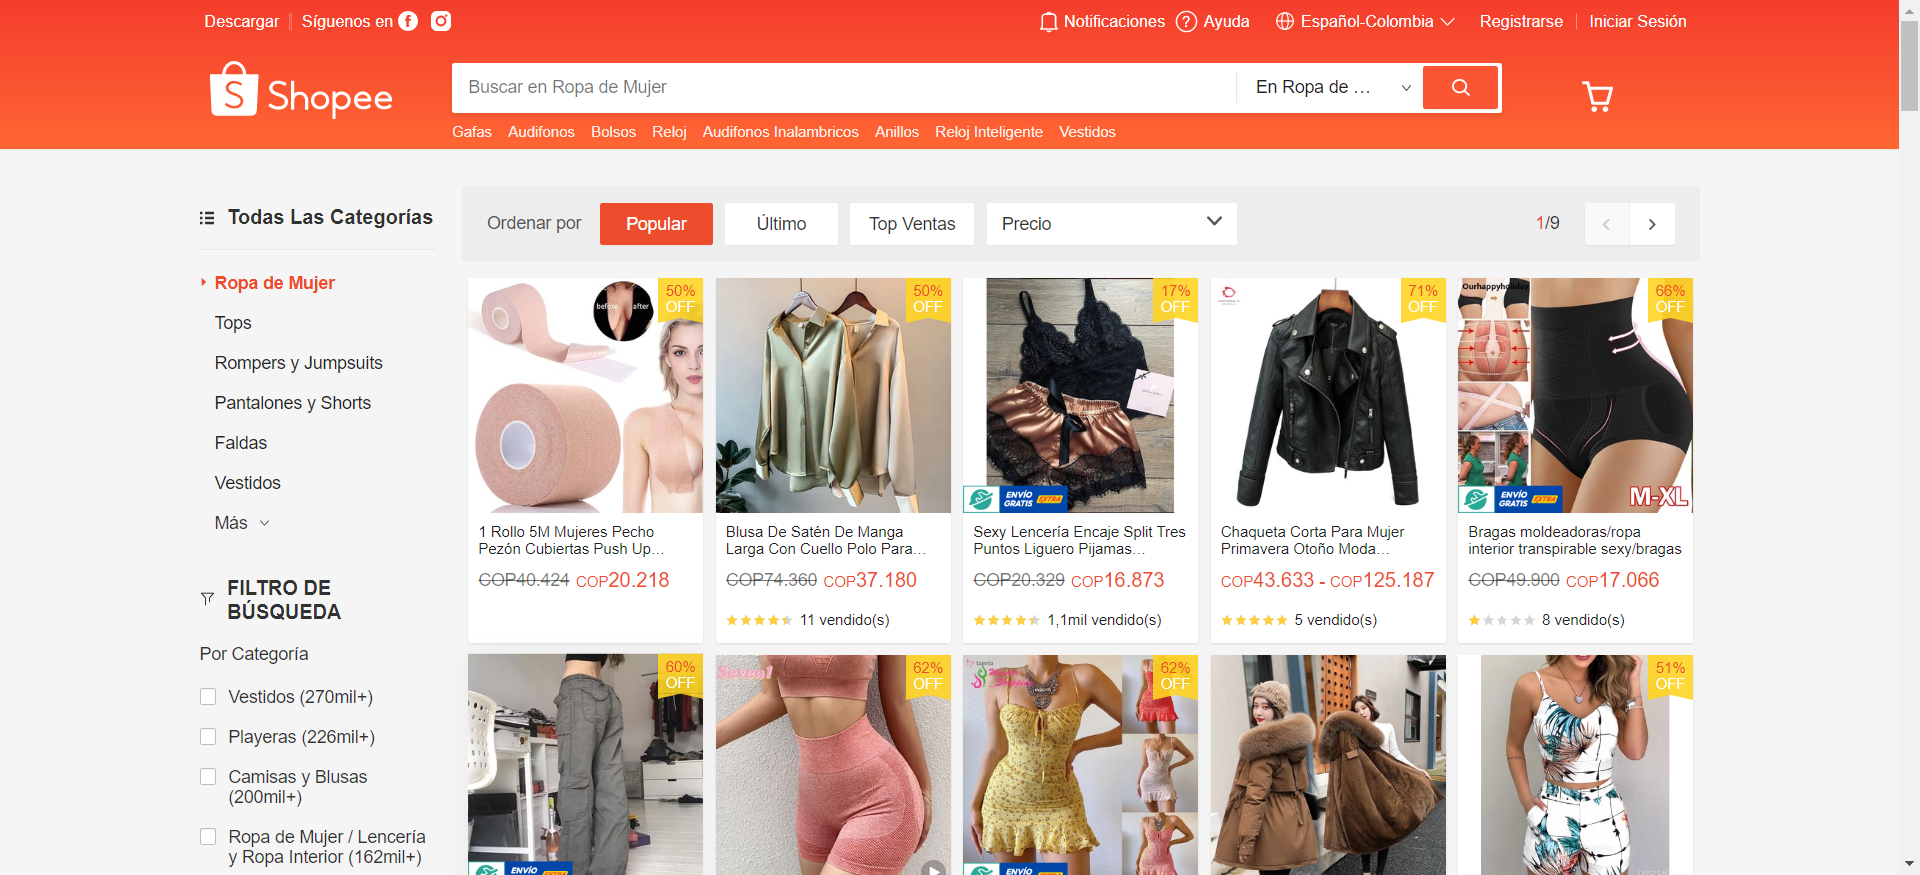 Descargar Síguenos en
Notificaciones Ayuda Español-Colombia Registrarse Iniciar Sesión
Shopee
Buscar en Ropa de Mujer En Ropa de ...
Gafas Audifonos Bolsos Reloj Audifonos Inalambricos Anillos Reloj Inteligente Vestidos
Todas Las Categorías
Ropa de Mujer
Tops
Rompers y Jumpsuits
Pantalones y Shorts
Faldas
Vestidos
Más
FILTRO DE
BÚSQUEDA
Por Categoría
Vestidos (270mil+)
Playeras (226mil+)
Camisas y Blusas
(200mil+)
Ropa de Mujer / Lencería
y Ropa Interior (162mil+)
Ordenar por Popular Último Top Ventas Precio 1/9
before after
50%
OFF
1 Rollo 5M Mujeres Pecho
Pezón Cubiertas Push Up...
COP40.424 COP20.218
50%
OFF
Blusa De Satén De Manga
Larga Con Cuello Polo Para...
COP74.360 COP37.180
11 vendido(s)
17%
OFF
ENVÍO
GRATIS EXTRA
Sexy Lencería Encaje Split Tres
Puntos Liguero Pijamas...
COP20.329 COP16.873
1,1mil vendido(s)
71%
OFF
Chaqueta Corta Para Mujer
Primavera Otoño Moda...
COP43.633 - COP125.187
5 vendido(s)
Ourhappyholiday
66%
OFF
ENVÍO
GRATIS EXTRA
M-XL
Bragas moldeadoras/ropa
interior transpirable sexy/bragas
COP49.900 COP17.066
8 vendido(s)
60%
OFF
ENVÍO
Seven1
62%
OFF
62%
OFF
ENVÍO
51%
OFF